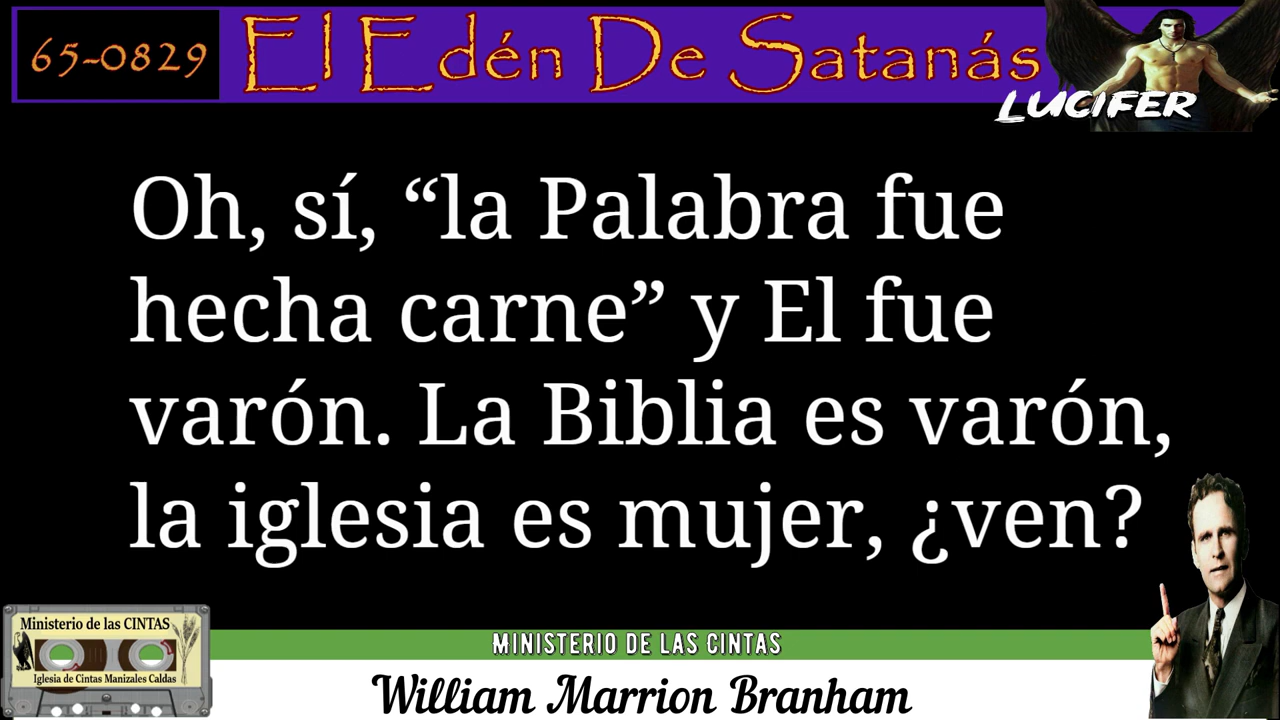 65-0829
El Edén De Satanás
LUCIFER
Oh, sí, “la Palabra fue
hecha carne” y El fue
varón. La Biblia es varón,
la iglesia es mujer, ¿ven?
Ministerio de las CINTAS
Iglesia de Cintas Manizales Caldas
MINISTERIO DE LAS CINTAS
William Marrion Branham